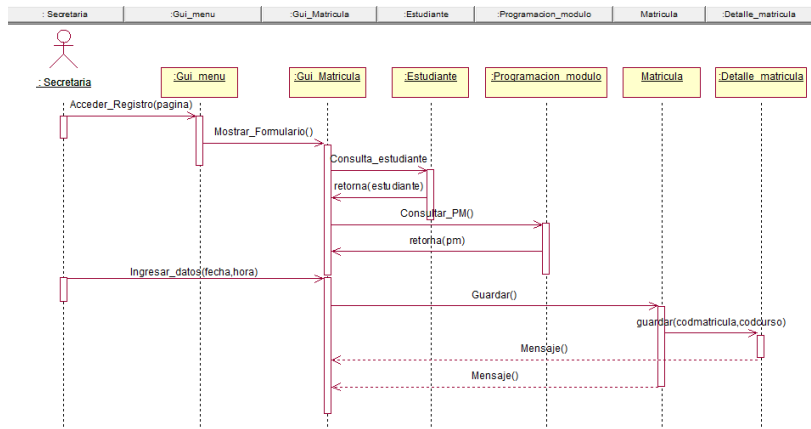 : Secretaria :Gui_menu :Gui_Matricula :Estudiante :Programacion_modulo Matricula :Detalle_matricula
: Secretaria :Gui_menu :Gui_Matricula :Estudiante :Programacion_modulo Matricula :Detalle_matricula
Acceder_Registro(pagina)
Mostrar_Formulario()
Consulta_estudiante
retorna(estudiante)
Consultar_PM()
retorna(pm)
Ingresar_datos(fecha,hora)
Guardar()
guardar(codmatricula,codcurso)
Mensaje()
Mensaje()